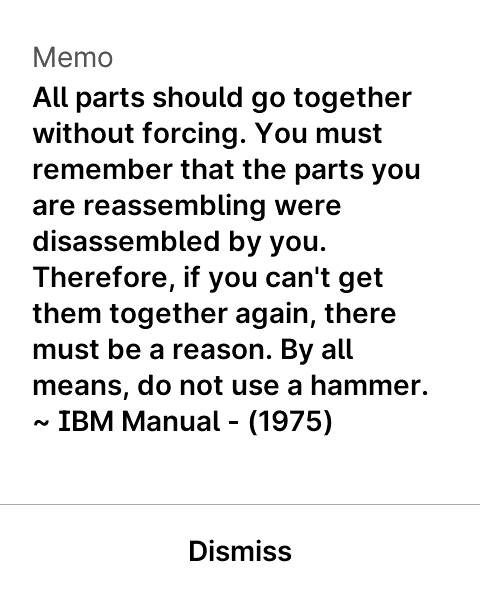 Memo
All parts should go together
without forcing. You must
remember that the parts you
are reassembling were
disassembled by you.
Therefore, if you can't get
them together again, there
must be a reason. By all
means, do not use a hammer.
~ IBM Manual - (1975)
Dismiss